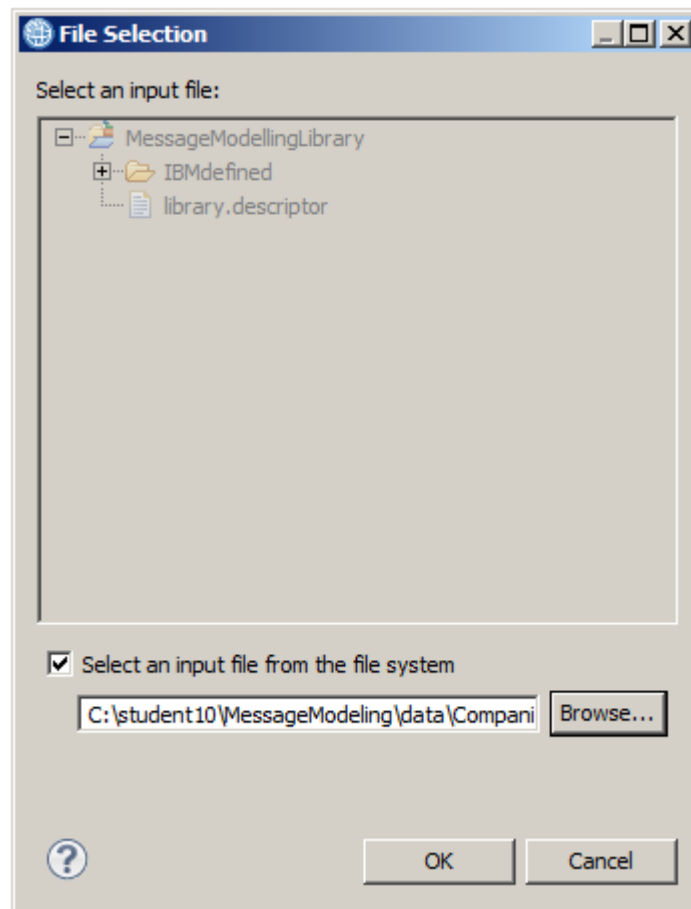 File Selection
Select an input file:
MessageModellingLibrary
IBMdefined
library.descriptor
Select an input file from the file system
C:\student10\MessageModeling\data\Compani
Browse...
?
OK
Cancel